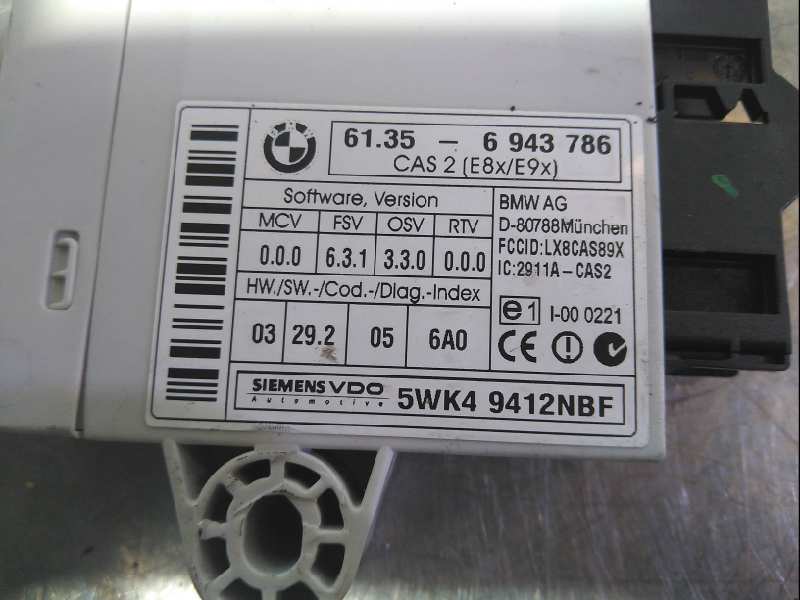 BMW
61.35 - 6 943 786
CAS 2 (E8x/E9x)
Software, Version
MCV FSV OSV RTV
0.0.0 6.3.1 3.3.0 0.0.0
HW./SW.-/Cod.-/Diag.-Index
03 29.2 05 6A0
BMW AG
D-80788München
FCCID:LX8CAS89X
IC:2911A-CAS2
e1 I-00 0221
CE
SIEMENS VDO
Automotive
5WK4 9412NBF